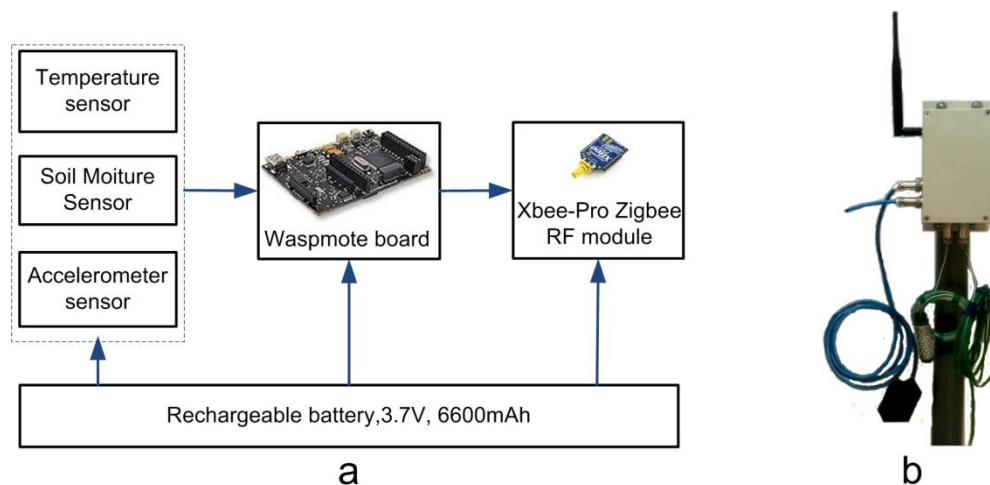 Temperature
sensor
Soil Moiture
Sensor
Accelerometer
sensor
Waspmote board
Xbee-Pro Zigbee
RF module
Rechargeable battery,3.7V, 6600mAh
a
b